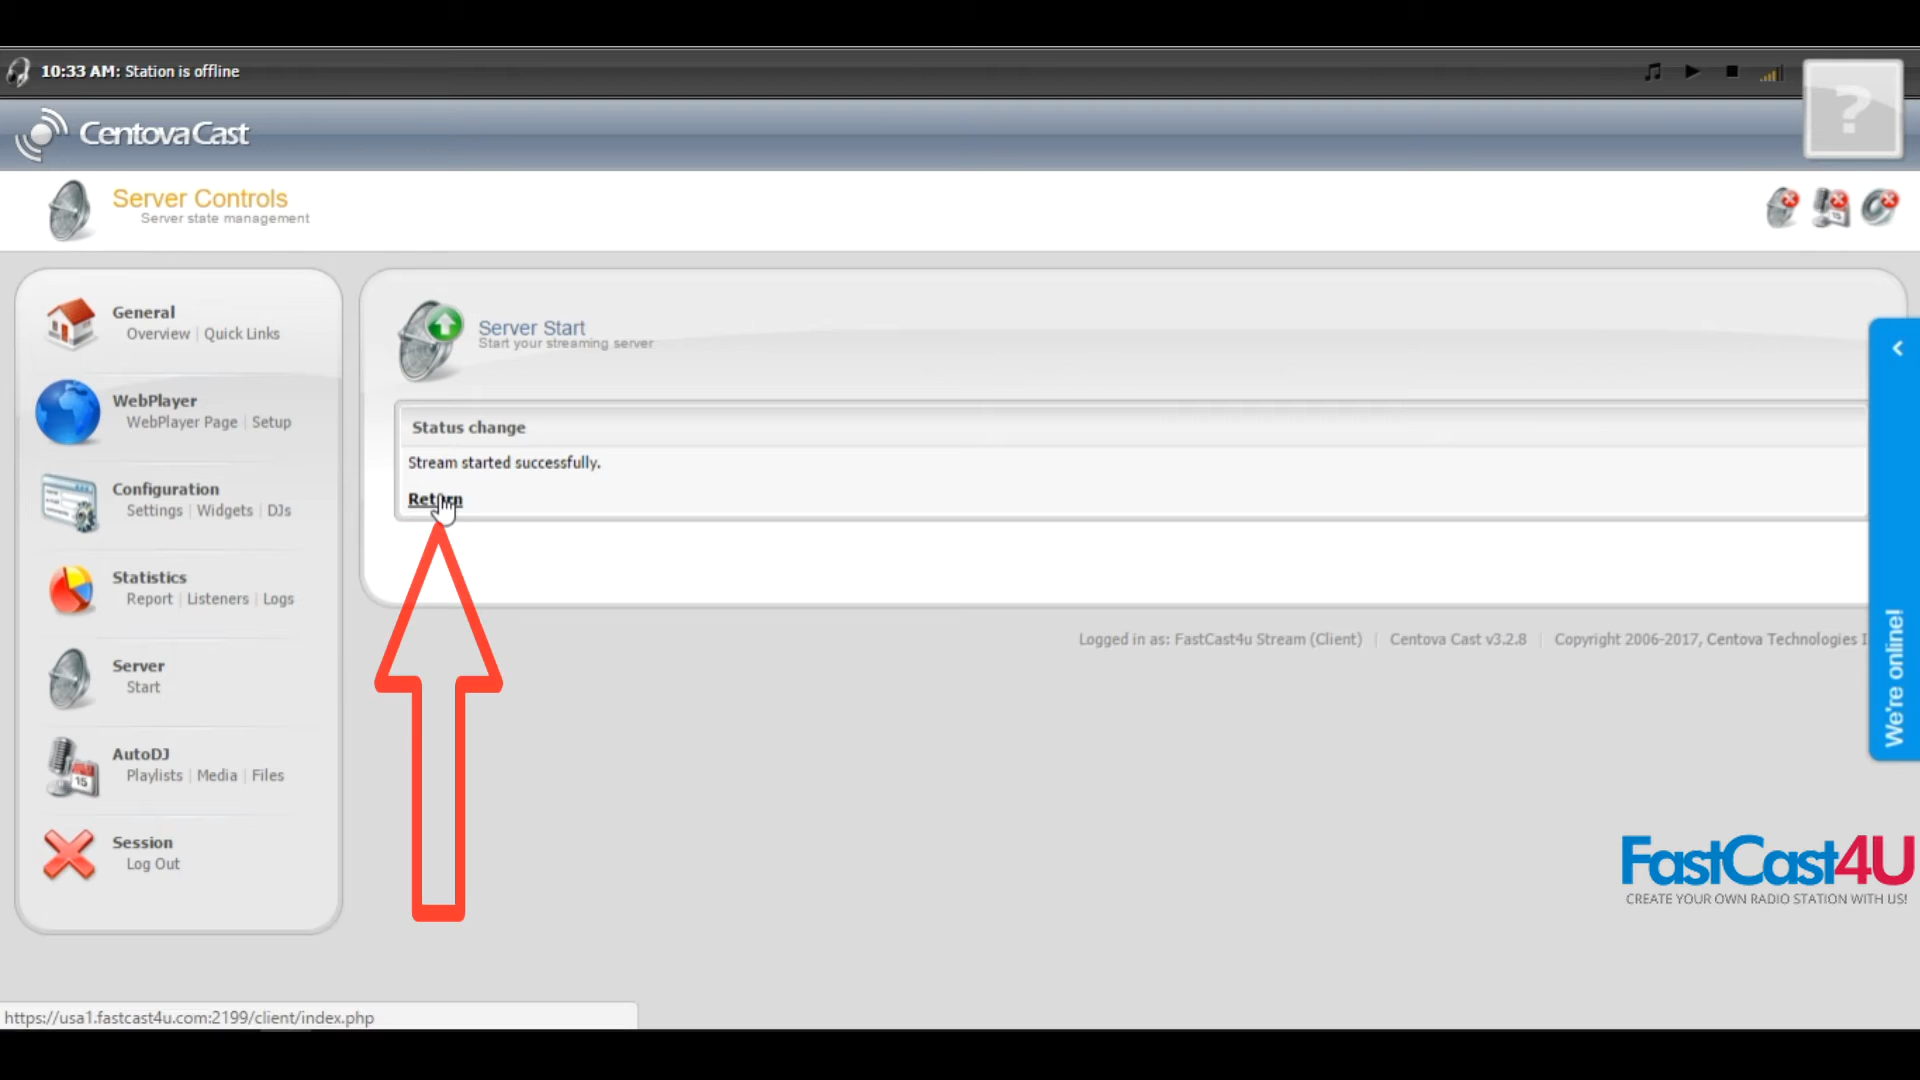 10:33 AM: Station is offline
CentovaCast
?
Server Controls
Server state management
General
Overview | Quick Links
WebPlayer
WebPlayer Page | Setup
Configuration
Settings | Widgets | DJs
Statistics
Report | Listeners | Logs
Server
Start
15
AutoDJ
Playlists | Media | Files
Session
Log Out
Server Start
Start your streaming server
Status change
Stream started successfully.
Return
Logged in as: FastCast4u Stream (Client) | Centova Cast v3.2.8 | Copyright 2006-2017, Centova Technologies I
We're online!
FastCast4U
CREATE YOUR OWN RADIO STATION WITH US!
https://usa1.fastcast4u.com:2199/client/index.php